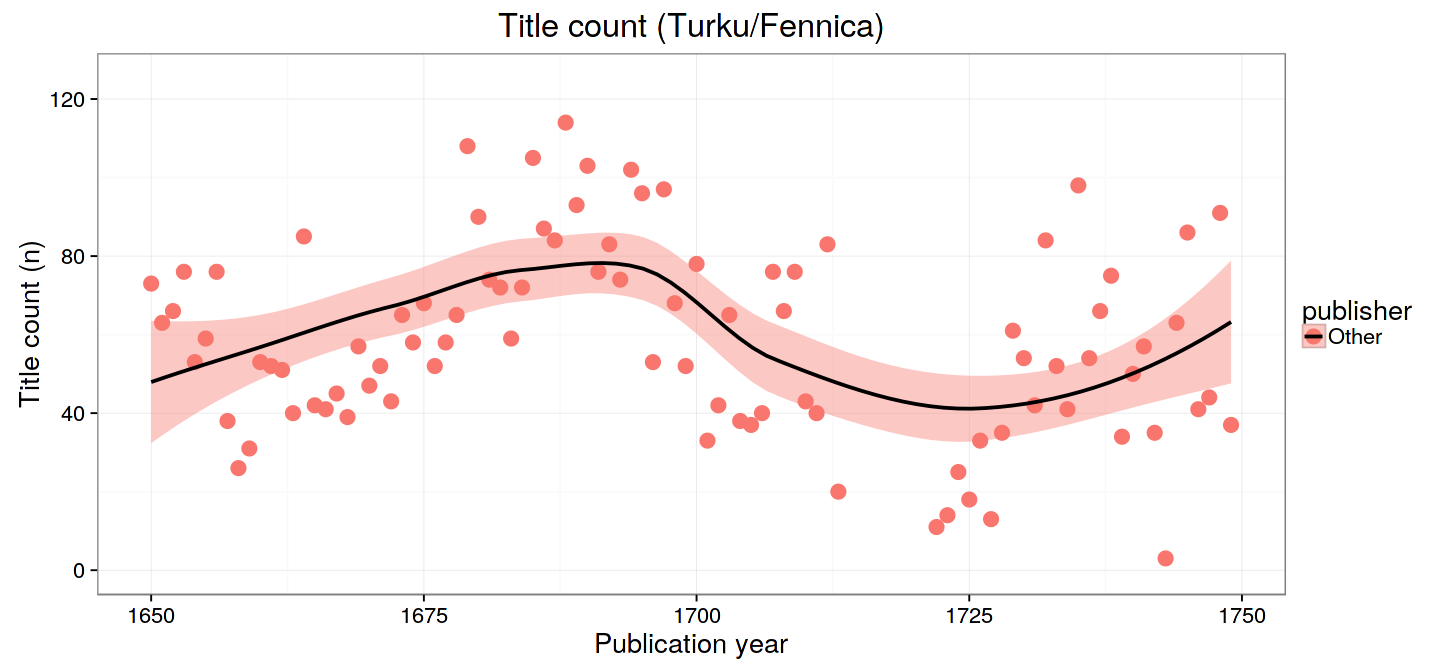 Title count (Turku/Fennica)
Title count (n)
120
80
40
0
1650
1675
1700
1725
1750
Publication year
publisher
Other